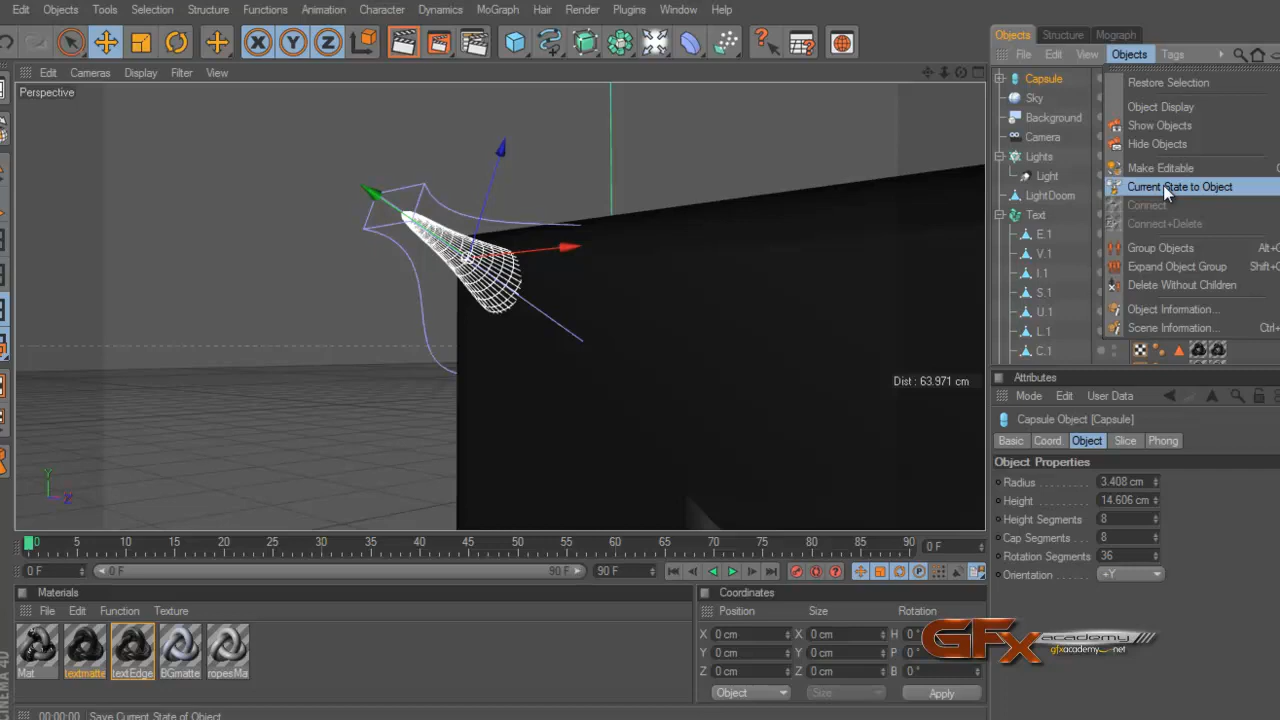 Edit Objects Tools Selection Structure Functions Animation Character Dynamics MoGraph Hair Render Plugins Window Help
X Y Z
Objects Structure Mograph
File Edit View Objects Tags
Edit Cameras Display Filter View
Perspective
Capsule
Sky
Background
Camera
Lights
Light
LightDoom
Text
E.1
V.1
I.1
S.1
U.1
L.1
C.1
Restore Selection
Object Display
Show Objects
Hide Objects
Make Editable C
Current State to Object
Connect
Connect+Delete
Group Objects Alt+G
Expand Object Group Shift+G
Delete Without Children
Object Information...
Scene Information... Ctrl+
Dist : 63.971 cm
Y
Z
Attributes
Mode Edit User Data
Capsule Object [Capsule]
Basic Coord Object Slice Phong
Object Properties
Radius 3.408 cm
Height 14.606 cm
Height Segments 8
Cap Segments 8
Rotation Segments 36
Orientation +Y
0 5 10 15 20 25 30 35 40 45 50 55 60 65 70 75 80 85 90 0 F
0 F 0 F 90 F 90 F
Materials
File Edit Function Texture
Mat textmatte textEdge BGmatte ropesMa
Coordinates
Position Size Rotation
X 0 cm X 0 cm H 0 °
Y 0 cm Y 0 cm P 0 °
Z 0 cm Z 0 cm B 0 °
Object Size Apply
GFx academy
gfxacademy.net
CINEMA 4D
00:00:00 Save Current State of Object